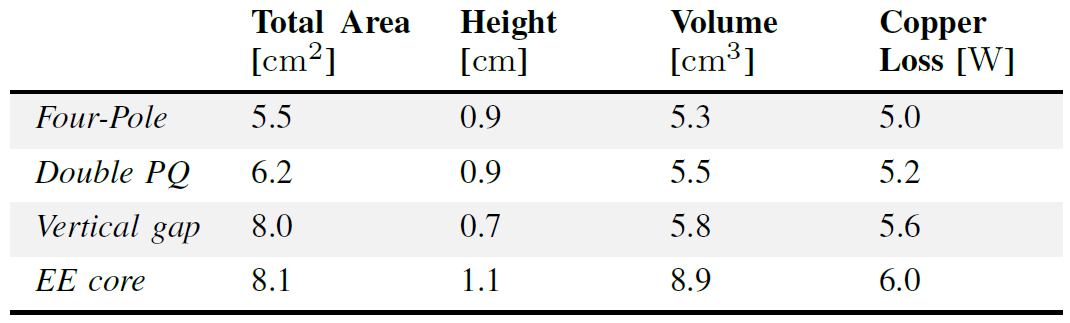 Total Area Height Volume Copper
[cm²] [cm] [cm³] Loss [W]
Four-Pole 5.5 0.9 5.3 5.0
Double PQ 6.2 0.9 5.5 5.2
Vertical gap 8.0 0.7 5.8 5.6
EE core 8.1 1.1 8.9 6.0